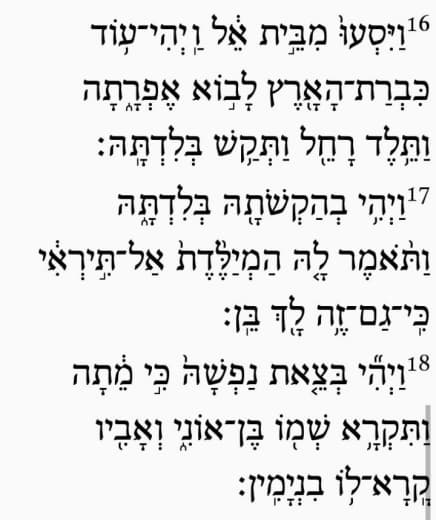 16 וַיִּסְעוּ֙ מִבֵּ֣ית אֵ֔ל וַֽיְהִי־ע֥וֹד
כִּבְרַת־הָאָ֖רֶץ לָב֣וֹא אֶפְרָ֑תָה
וַתֵּ֥לֶד רָחֵ֖ל וַתְּקַ֥שׁ בְּלִדְתָּֽהּ׃
17 וַיְהִ֥י בְהַקְשֹׁתָ֖הּ בְּלִדְתָּ֑הּ
וַתֹּ֨אמֶר לָ֤הּ הַמְיַלֶּ֙דֶת֙ אַל־תִּ֣ירְאִ֔י
כִּֽי־גַם־זֶ֥ה לָ֖ךְ בֵּֽן׃
18 וַיְהִ֞י בְּצֵ֤את נַפְשָׁהּ֙ כִּ֣י מֵ֔תָה
וַתִּקְרָ֥א שְׁמ֖וֹ בֶּן־אוֹנִ֑י וְאָבִ֖יו
קָֽרָא־ל֥וֹ בִנְיָמִֽין׃